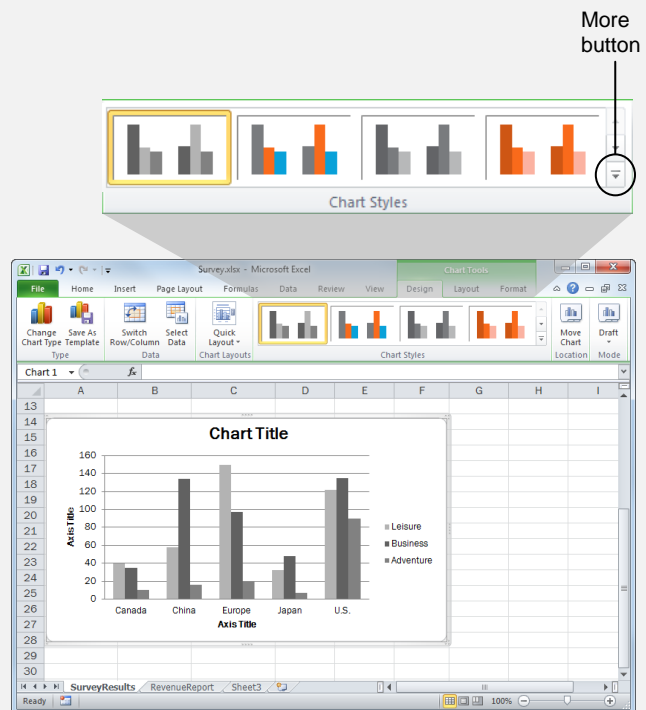 More
button
Chart Styles
Survey.xlsx - Microsoft Excel
Chart Tools
File Home Insert Page Layout Formulas Data Review View Design Layout Format
Change Save As Switch Select Quick Move Draft
Chart Type Template Row/Column Data Layout Chart
Type Data Chart Layouts Chart Styles Location Mode
Chart 1 fx
A B C D E F G H I
13
14
Chart Title
15
16
17
18
19
20
21
22
23
24
25
26
27
28
29
30
160
140
120
100
80
60
40
20
0
Axis Title
Canada China Europe Japan U.S.
Axis Title
Leisure
Business
Adventure
SurveyResults RevenueReport Sheet3
Ready 100%